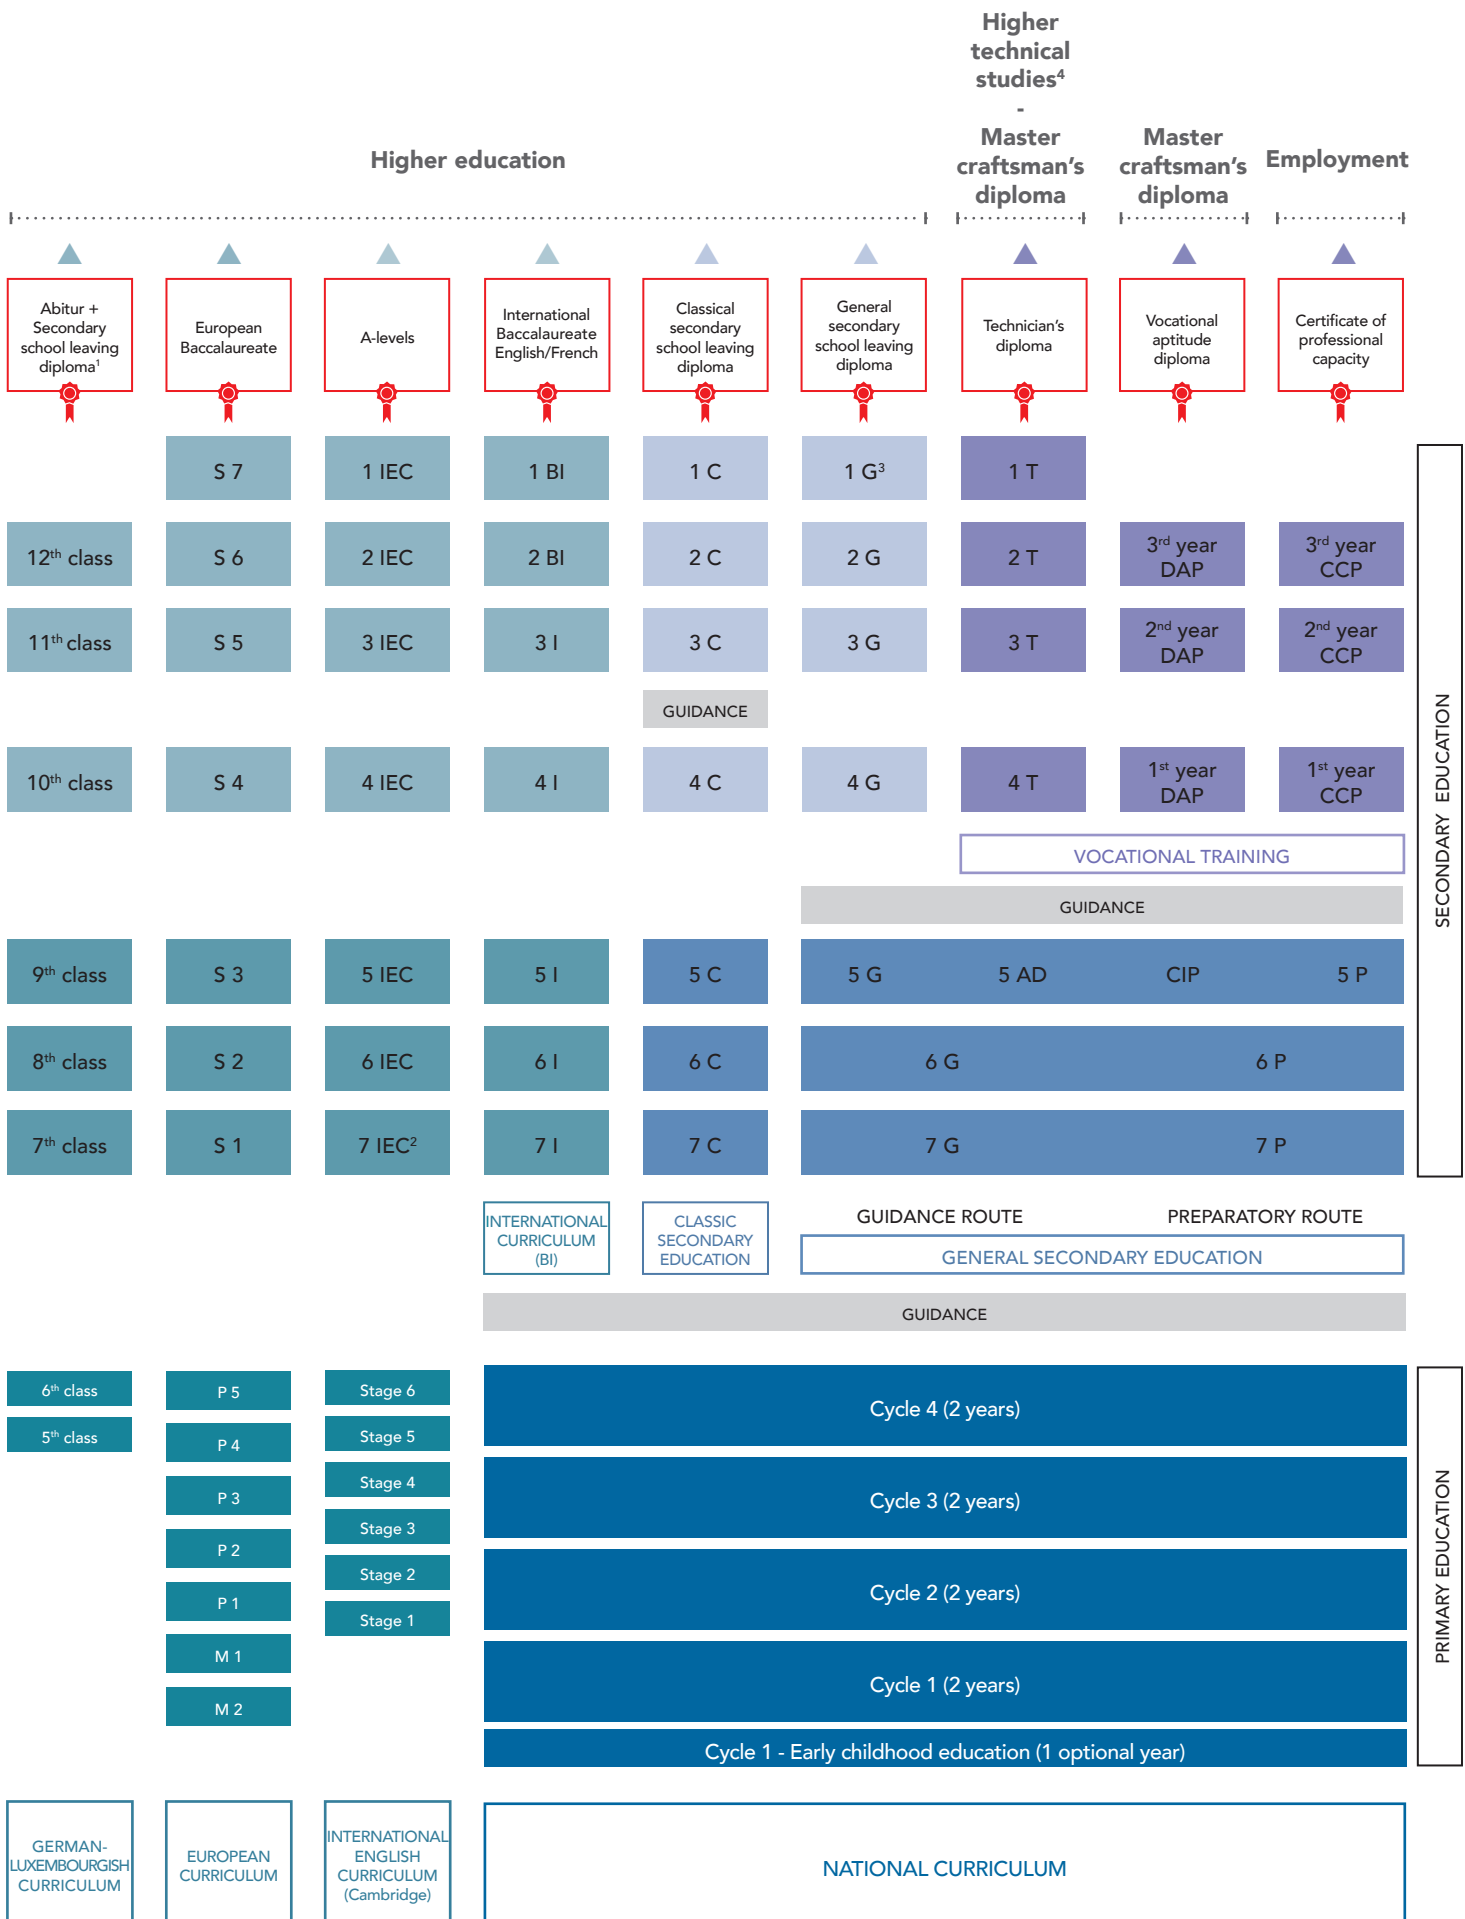 Higher
technical
studies⁴
-
Master
craftsman's
diploma
Higher education
Master
craftsman's
diploma
Employment
Abitur +
Secondary
school leaving
diploma¹
European
Baccalaureate
A-levels
International
Baccalaureate
English/French
Classical
secondary
school leaving
diploma
General
secondary
school leaving
diploma
Technician's
diploma
Vocational
aptitude
diploma
Certificate of
professional
capacity
S 7
1 IEC
1 BI
1 C
1 G³
1 T
12th class
S 6
2 IEC
2 BI
2 C
2 G
2 T
3rd year
DAP
3rd year
CCP
11th class
S 5
3 IEC
3 I
3 C
3 G
3 T
2nd year
DAP
2nd year
CCP
GUIDANCE
10th class
S 4
4 IEC
4 I
4 C
4 G
4 T
1st year
DAP
1st year
CCP
VOCATIONAL TRAINING
GUIDANCE
9th class
S 3
5 IEC
5 I
5 C
5 G
5 AD
CIP
5 P
8th class
S 2
6 IEC
6 I
6 C
6 G
6 P
7th class
S 1
7 IEC²
7 I
7 C
7 G
7 P
SECONDARY EDUCATION
INTERNATIONAL
CURRICULUM
(BI)
CLASSIC
SECONDARY
EDUCATION
GUIDANCE ROUTE
PREPARATORY ROUTE
GENERAL SECONDARY EDUCATION
GUIDANCE
6th class
5th class
P 5
P 4
P 3
P 2
P 1
M 1
M 2
Stage 6
Stage 5
Stage 4
Stage 3
Stage 2
Stage 1
Cycle 4 (2 years)
Cycle 3 (2 years)
Cycle 2 (2 years)
Cycle 1 (2 years)
Cycle 1 - Early childhood education (1 optional year)
PRIMARY EDUCATION
GERMAN-
LUXEMBOURGISH
CURRICULUM
EUROPEAN
CURRICULUM
INTERNATIONAL
ENGLISH
CURRICULUM
(Cambridge)
NATIONAL CURRICULUM